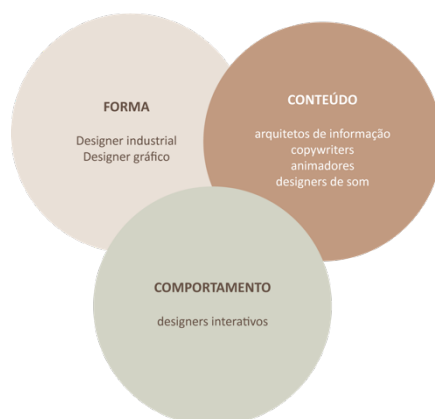 FORMA
Designer industrial
Designer gráfico
CONTEÚDO
arquitetos de informação
copywriters
animadores
designers de som
COMPORTAMENTO
designers interativos